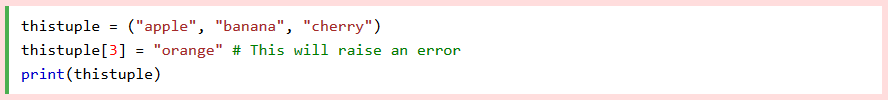 thistuple = ("apple", "banana", "cherry")
thistuple[3] = "orange" # This will raise an error
print(thistuple)